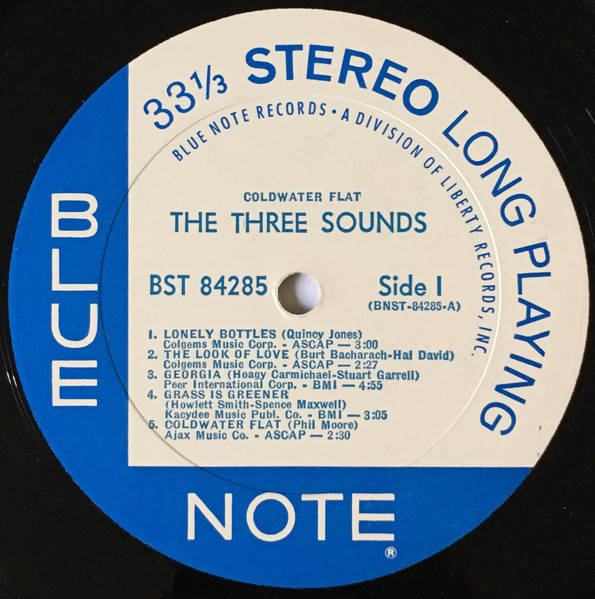 33⅓ STEREO LONG PLAYING
BLUE NOTE RECORDS • A DIVISION OF LIBERTY RECORDS, INC.
COLDWATER FLAT
THE THREE SOUNDS
BST 84285
Side I
(BNST-84285-A)
1. LONELY BOTTLES (Quincy Jones)
Colgems Music Corp. - ASCAP — 3:00
2. THE LOOK OF LOVE (Burt Bacharach-Hal David)
Colgems Music Corp. - ASCAP — 2:27
3. GEORGIA (Hoagy Carmichael-Stuart Garrell)
Peer International Corp. - BMI — 4:55
4. GRASS IS GREENER
(Howlett Smith-Spence Maxwell)
Kacydee Music Publ. Co. - BMI — 3:05
5. COLDWATER FLAT (Phil Moore)
Ajax Music Co. - ASCAP — 2:30
BLUE
NOTE
®